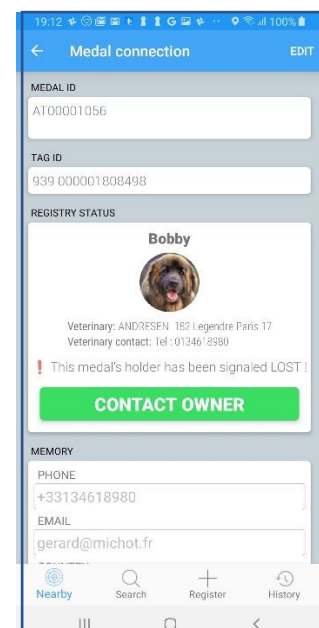 19:12
G
100%
Medal connection
EDIT
MEDAL ID
AT00001056
TAG ID
939 000001808498
REGISTRY STATUS
Bobby
Veterinary: ANDRESEN 182 Legendre Paris 17
Veterinary contact: Tel : 0134618980
❗ This medal's holder has been signaled LOST !
CONTACT OWNER
MEMORY
PHONE
+33134618980
EMAIL
gerard@michot.fr
COUNTRY
Nearby
Search
Register
History